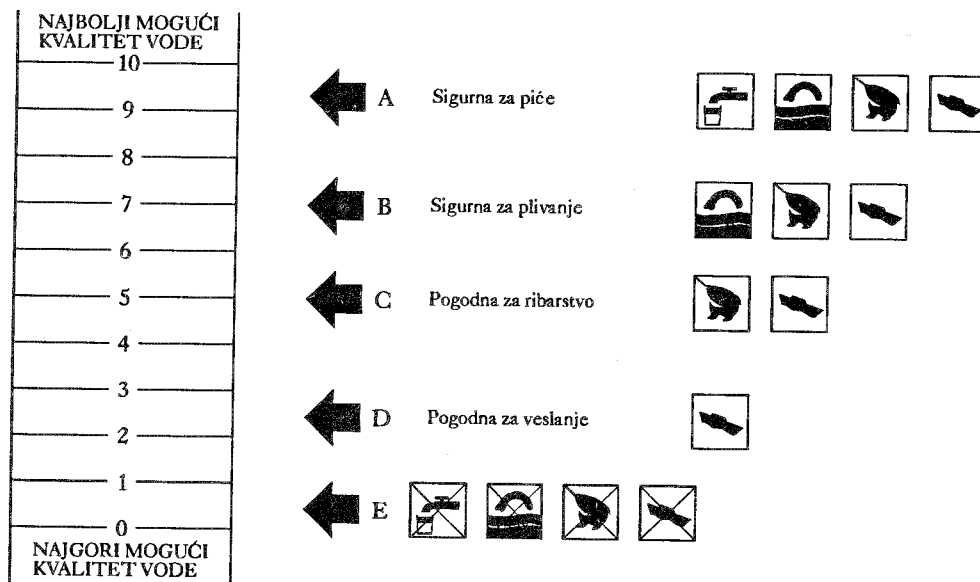 NAJBOLJI MOGUĆI
KVALITET VODE
10
9
8
7
6
5
4
3
2
1
0
NAJGORI MOGUĆI
KVALITET VODE
A Sigurna za piće
B Sigurna za plivanje
C Pogodna za ribarstvo
D Pogodna za veslanje
E